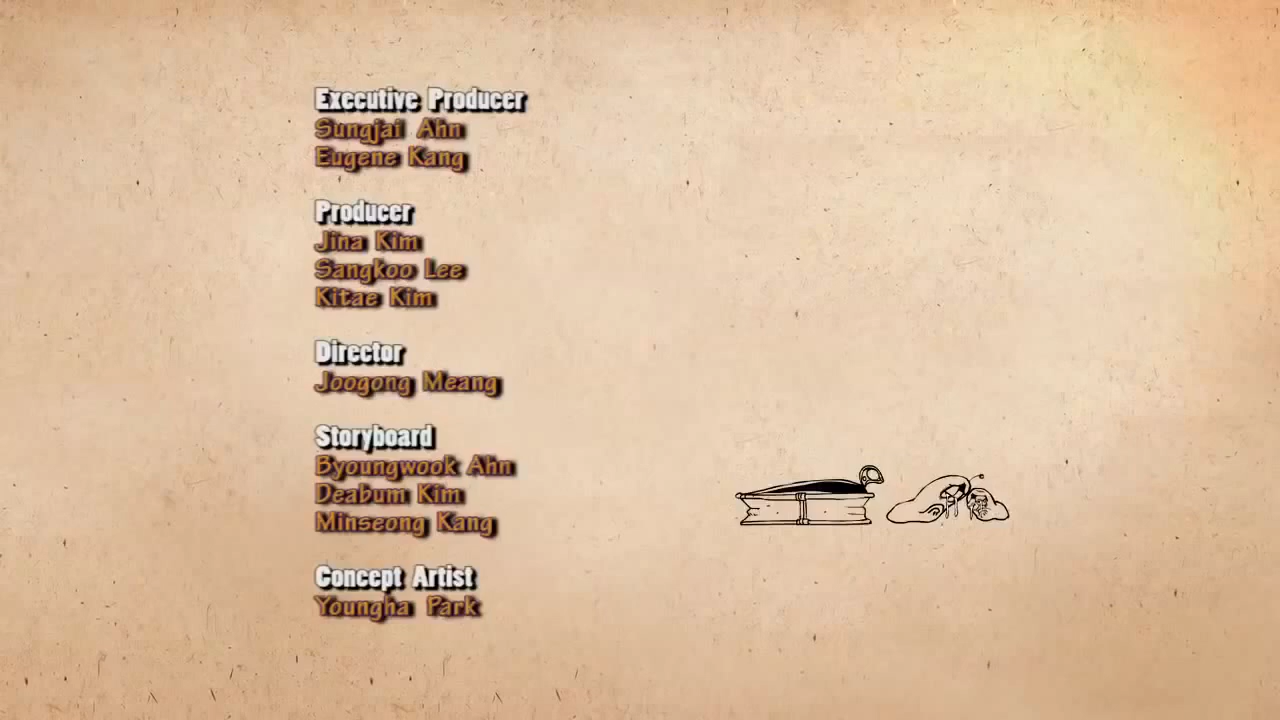 Executive Producer
Sungjai Ahn
Eugene Kang
Producer
Jina Kim
Sangkoo Lee
Kitae Kim
Director
Joogong Meang
Storyboard
Byoungwook Ahn
Deabum Kim
Minseong Kang
Concept Artist
Youngha Park